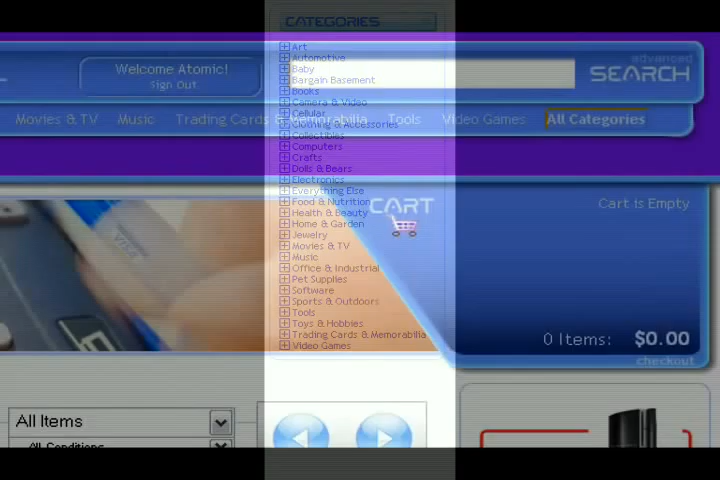 CATEGORIES
Art
Automotive
Baby
Bargain Basement
Books
Camera & Video
Cellular
Clothing & Accessories
Collectibles
Computers
Crafts
Dolls & Bears
Electronics
Everything Else
Food & Nutrition
Health & Beauty
Home & Garden
Jewelry
Movies & TV
Music
Office & Industrial
Pet Supplies
Software
Sports & Outdoors
Tools
Toys & Hobbies
Trading Cards & Memorabilia
Video Games
Welcome Atomic!
Sign Out
advanced
SEARCH
Movies & TV Music Trading Cards & Memorabilia Tools Video Games All Categories
CART
Cart is Empty
VISA
0 Items: $0.00
checkout
All Items
All Conditions